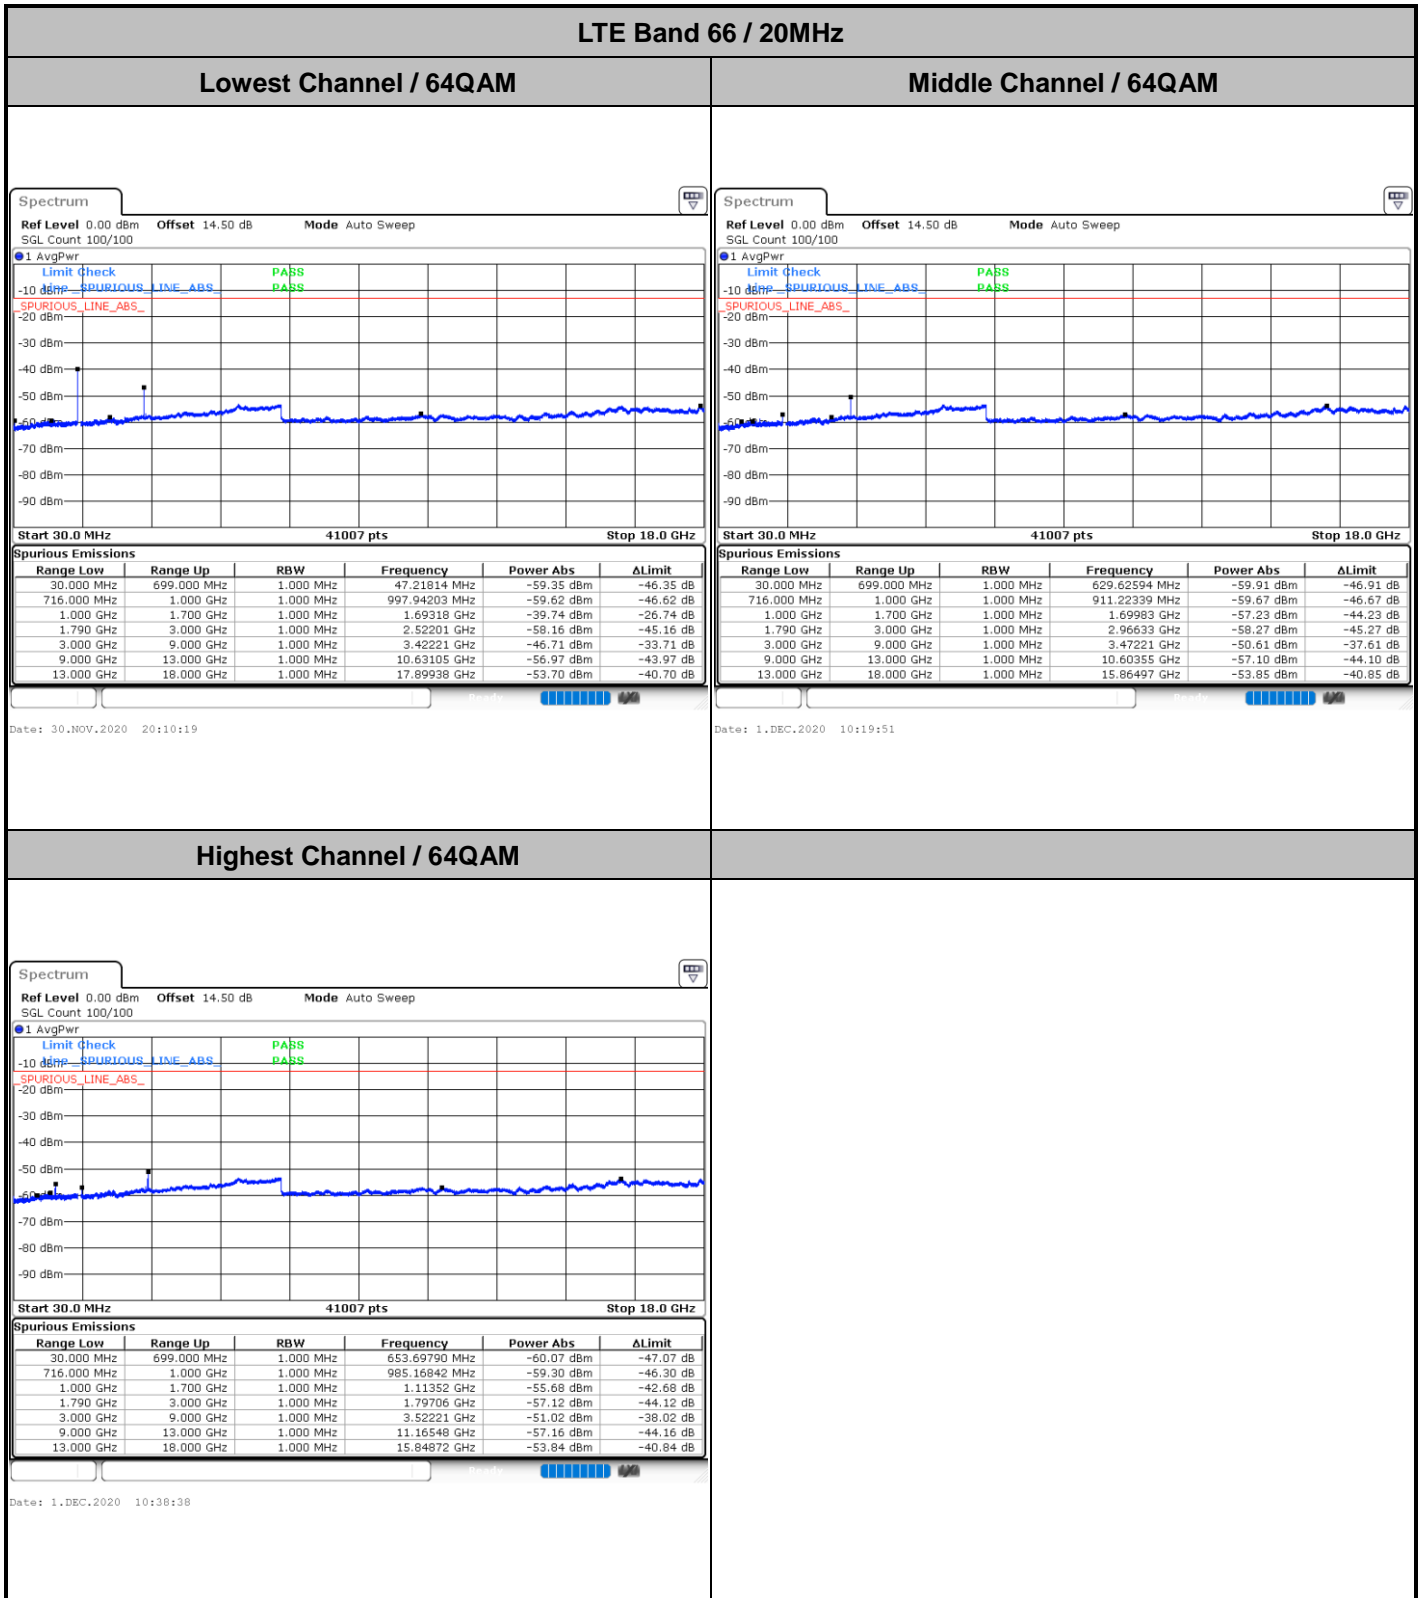 LTE Band 66 / 20MHz
Lowest Channel / 64QAM
Middle Channel / 64QAM
Spectrum
Ref Level 0.00 dBm Offset 14.50 dB Mode Auto Sweep
SGL Count 100/100
1 AvgPwr
Limit Check PASS
Line _SPURIOUS_LINE_ABS_ PASS
-10 dBm
_SPURIOUS_LINE_ABS_
-20 dBm
-30 dBm
-40 dBm
-50 dBm
-60 dBm
-70 dBm
-80 dBm
-90 dBm
Start 30.0 MHz 41007 pts Stop 18.0 GHz
Spurious Emissions
Range Low Range Up RBW Frequency Power Abs ΔLimit
30.000 MHz 699.000 MHz 1.000 MHz 47.21814 MHz -59.35 dBm -46.35 dB
716.000 MHz 1.000 GHz 1.000 MHz 997.94203 MHz -59.62 dBm -46.62 dB
1.000 GHz 1.700 GHz 1.000 MHz 1.69318 GHz -39.74 dBm -26.74 dB
1.790 GHz 3.000 GHz 1.000 MHz 2.52201 GHz -58.16 dBm -45.16 dB
3.000 GHz 9.000 GHz 1.000 MHz 3.42221 GHz -46.71 dBm -33.71 dB
9.000 GHz 13.000 GHz 1.000 MHz 10.63105 GHz -56.97 dBm -43.97 dB
13.000 GHz 18.000 GHz 1.000 MHz 17.89938 GHz -53.70 dBm -40.70 dB
Date: 30.NOV.2020 20:10:19
Spectrum
Ref Level 0.00 dBm Offset 14.50 dB Mode Auto Sweep
SGL Count 100/100
1 AvgPwr
Limit Check PASS
Line _SPURIOUS_LINE_ABS_ PASS
-10 dBm
_SPURIOUS_LINE_ABS_
-20 dBm
-30 dBm
-40 dBm
-50 dBm
-60 dBm
-70 dBm
-80 dBm
-90 dBm
Start 30.0 MHz 41007 pts Stop 18.0 GHz
Spurious Emissions
Range Low Range Up RBW Frequency Power Abs ΔLimit
30.000 MHz 699.000 MHz 1.000 MHz 629.62594 MHz -59.91 dBm -46.91 dB
716.000 MHz 1.000 GHz 1.000 MHz 911.22339 MHz -59.67 dBm -46.67 dB
1.000 GHz 1.700 GHz 1.000 MHz 1.69983 GHz -57.23 dBm -44.23 dB
1.790 GHz 3.000 GHz 1.000 MHz 2.96633 GHz -58.27 dBm -45.27 dB
3.000 GHz 9.000 GHz 1.000 MHz 3.47221 GHz -50.61 dBm -37.61 dB
9.000 GHz 13.000 GHz 1.000 MHz 10.60355 GHz -57.10 dBm -44.10 dB
13.000 GHz 18.000 GHz 1.000 MHz 15.86497 GHz -53.85 dBm -40.85 dB
Date: 1.DEC.2020 10:19:51
Highest Channel / 64QAM
Spectrum
Ref Level 0.00 dBm Offset 14.50 dB Mode Auto Sweep
SGL Count 100/100
1 AvgPwr
Limit Check PASS
Line _SPURIOUS_LINE_ABS_ PASS
-10 dBm
_SPURIOUS_LINE_ABS_
-20 dBm
-30 dBm
-40 dBm
-50 dBm
-60 dBm
-70 dBm
-80 dBm
-90 dBm
Start 30.0 MHz 41007 pts Stop 18.0 GHz
Spurious Emissions
Range Low Range Up RBW Frequency Power Abs ΔLimit
30.000 MHz 699.000 MHz 1.000 MHz 653.69790 MHz -60.07 dBm -47.07 dB
716.000 MHz 1.000 GHz 1.000 MHz 985.16842 MHz -59.30 dBm -46.30 dB
1.000 GHz 1.700 GHz 1.000 MHz 1.11352 GHz -55.68 dBm -42.68 dB
1.790 GHz 3.000 GHz 1.000 MHz 1.79706 GHz -57.12 dBm -44.12 dB
3.000 GHz 9.000 GHz 1.000 MHz 3.52221 GHz -51.02 dBm -38.02 dB
9.000 GHz 13.000 GHz 1.000 MHz 11.16548 GHz -57.16 dBm -44.16 dB
13.000 GHz 18.000 GHz 1.000 MHz 15.84872 GHz -53.84 dBm -40.84 dB
Date: 1.DEC.2020 10:38:38